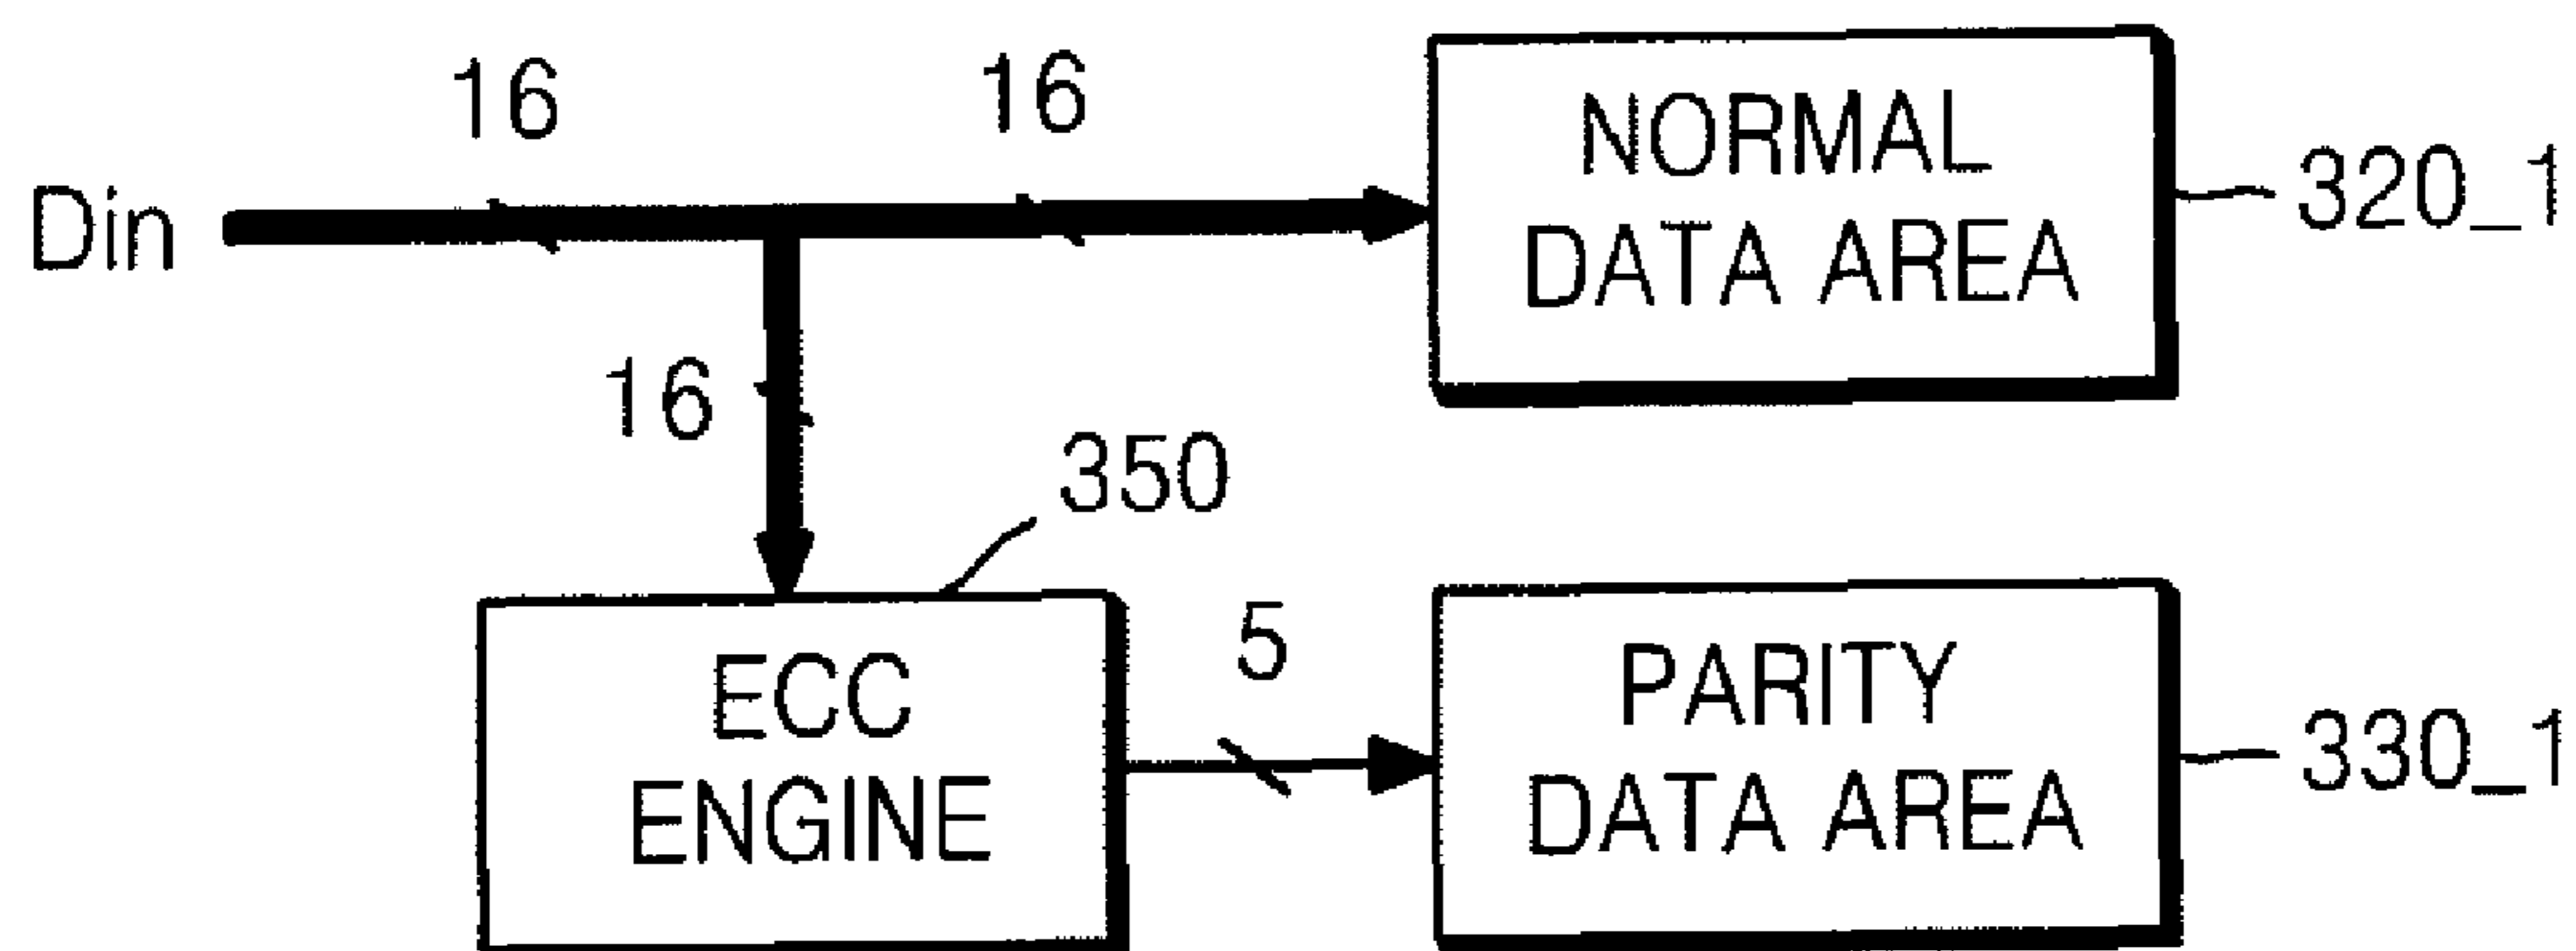 16
16
Din
NORMAL
DATA AREA
320_1
16
350
ECC
ENGINE
5
PARITY
DATA AREA
330_1